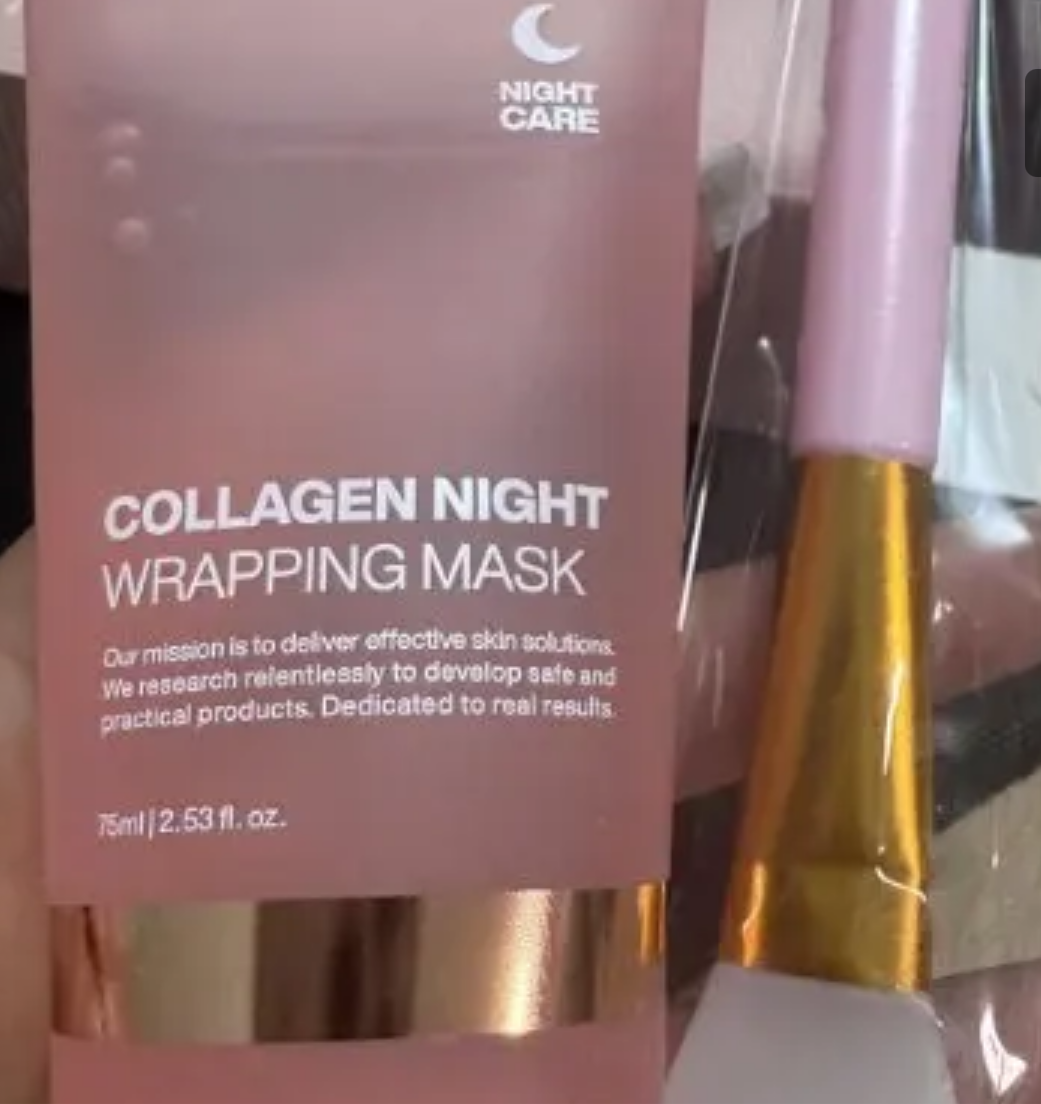 NIGHT
CARE
COLLAGEN NIGHT
WRAPPING MASK
Our mission is to deliver effective skin solutions.
We research relentlessly to develop safe and
practical products. Dedicated to real results.
75ml | 2.53 fl. oz.